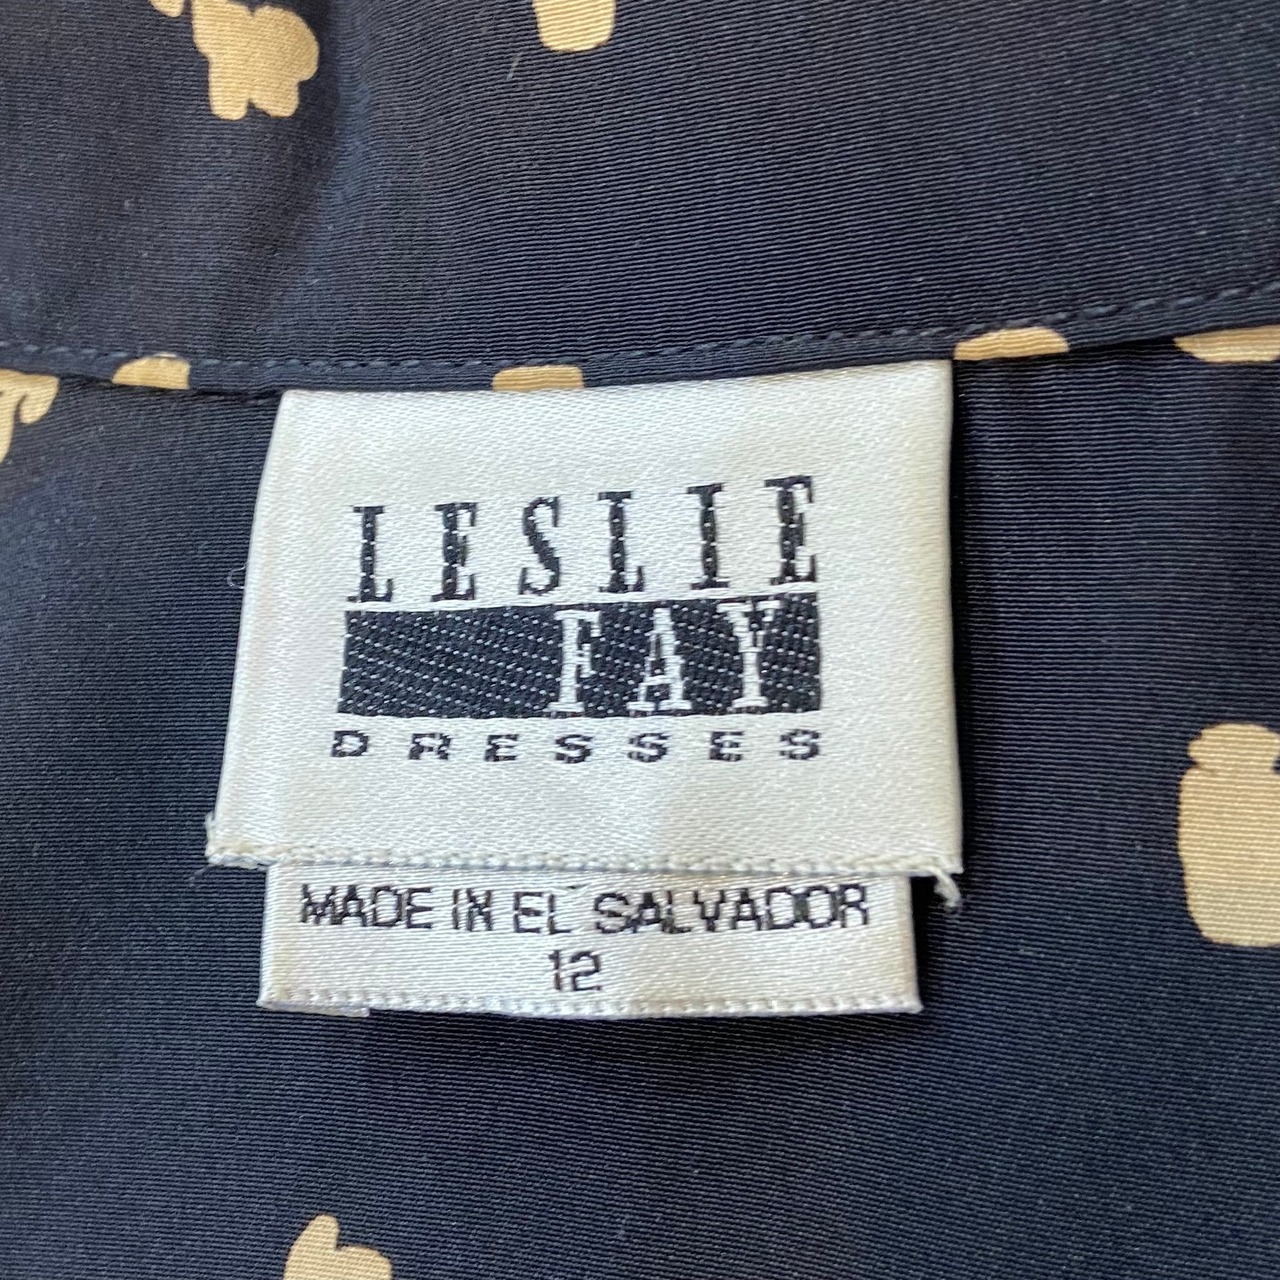 LESLIE
FAY
DRESSES
MADE IN EL SALVADOR
12